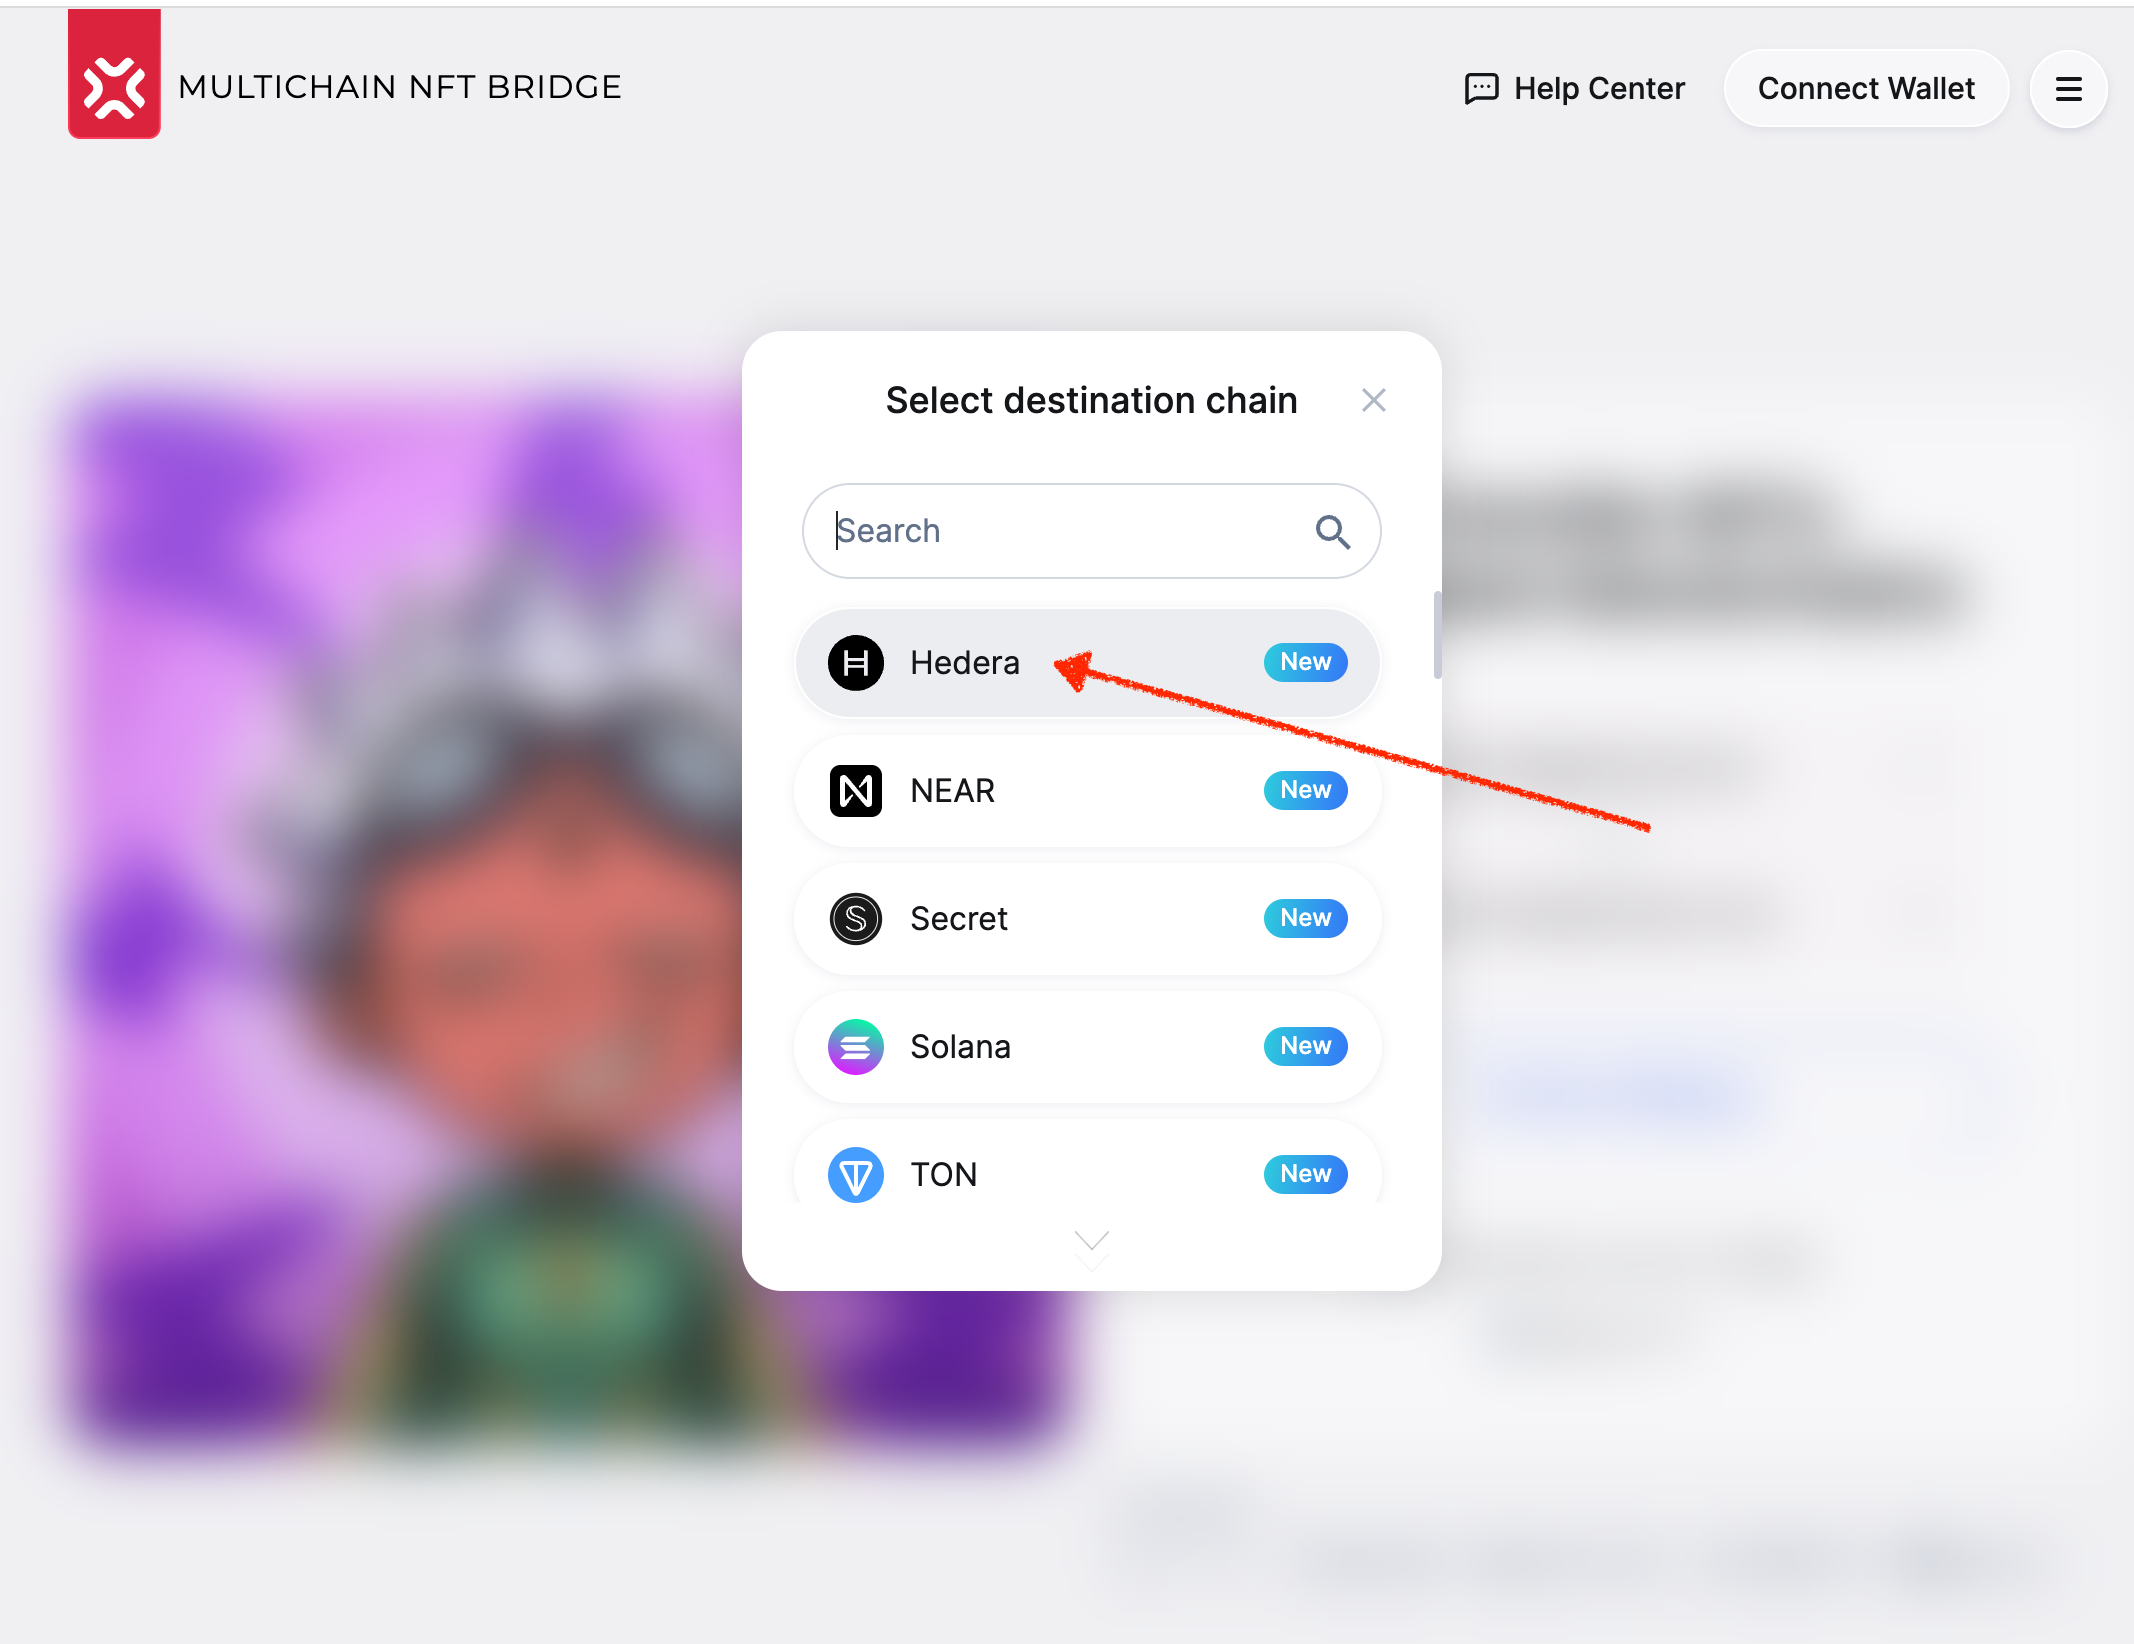 MULTICHAIN NFT BRIDGE
Help Center
Connect Wallet
Select destination chain
Search
Hedera New
NEAR New
Secret New
Solana New
TON New